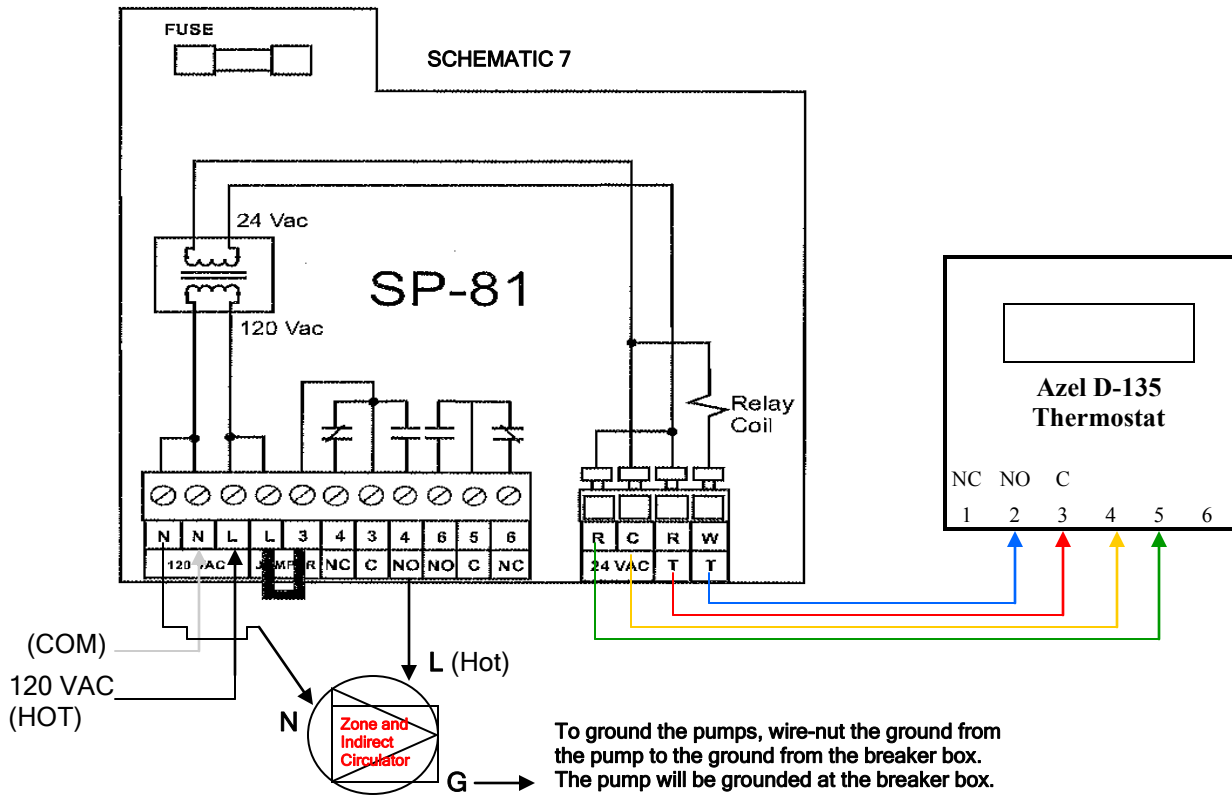 FUSE
SCHEMATIC 7
24 Vac
SP-81
120 Vac
Relay
Coil
Azel D-135
Thermostat
NC NO C
1 2 3 4 5 6
N N L L 3 4 3 4 6 5 6
120 VAC JUMPER NC C NO NO C NC
R C R W
24 VAC T T
(COM)
120 VAC
(HOT)
L (Hot)
N
Zone and
Indirect
Circulator
G
To ground the pumps, wire-nut the ground from
the pump to the ground from the breaker box.
The pump will be grounded at the breaker box.